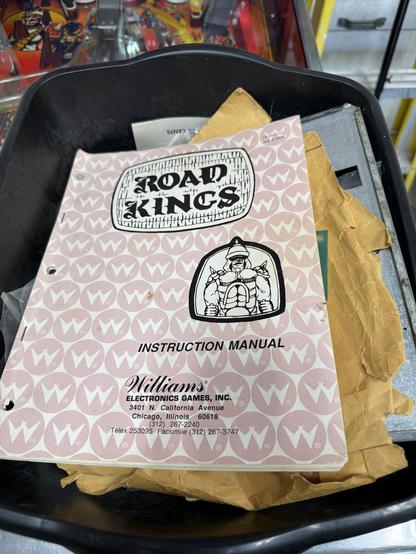 ROAD
KINGS
INSTRUCTION MANUAL
Williams®
ELECTRONICS GAMES, INC.
3401 N. California Avenue
Chicago, Illinois 60618
(312) 267-2240
Telex 253095 Facsimile (312) 267-3747